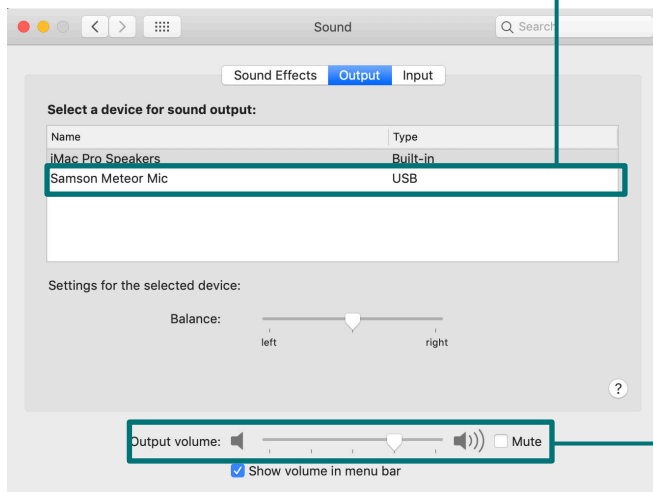 Sound
Search
Sound Effects Output Input
Select a device for sound output:
Name Type
iMac Pro Speakers Built-in
Samson Meteor Mic USB
Settings for the selected device:
Balance:
left right
?
Output volume: Mute
Show volume in menu bar